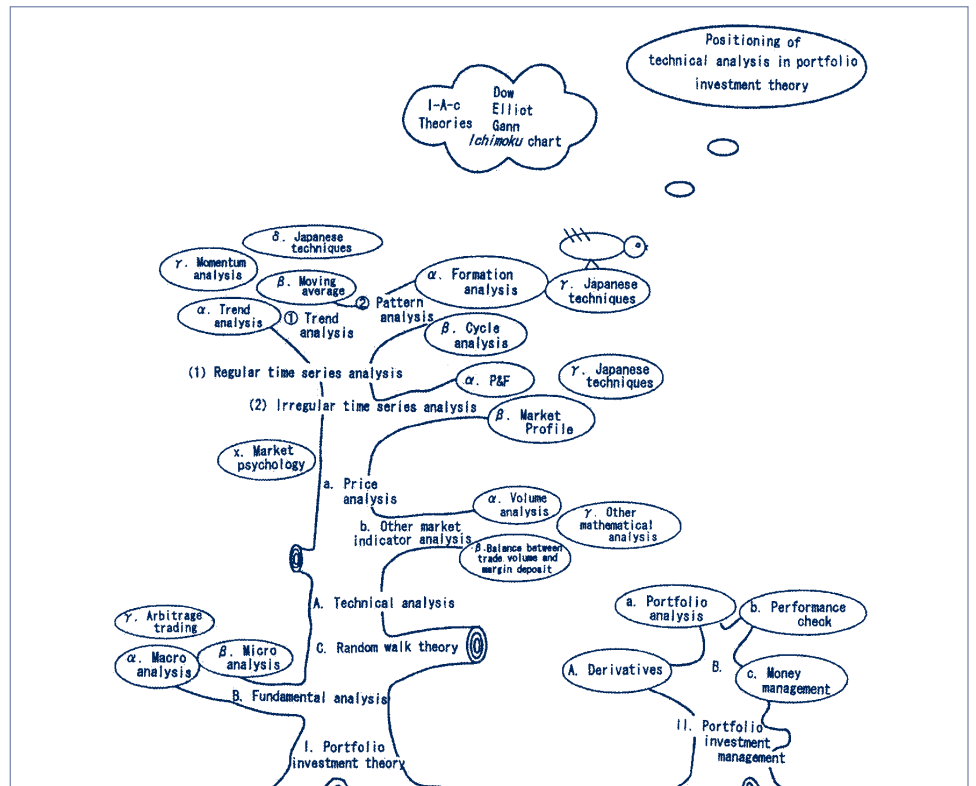 Positioning of
technical analysis in portfolio
investment theory
I-A-c
Theories
Dow
Elliot
Gann
Ichimoku chart
δ. Japanese
techniques
γ. Momentum
analysis
β. Moving
average
α. Trend
analysis
① Trend
analysis
② Pattern
analysis
α. Formation
analysis
γ. Japanese
techniques
β. Cycle
analysis
(1) Regular time series analysis
α. P&F
γ. Japanese
techniques
(2) Irregular time series analysis
β. Market
Profile
x. Market
psychology
a. Price
analysis
α. Volume
analysis
γ. Other
mathematical
analysis
b. Other market
indicator analysis
β. Balance between
trade volume and
margin deposit
A. Technical analysis
γ. Arbitrage
trading
C. Random walk theory
β. Micro
analysis
α. Macro
analysis
B. Fundamental analysis
I. Portfolio
investment theory
a. Portfolio
analysis
b. Performance
check
A. Derivatives
B.
c. Money
management
II. Portfolio
investment
management